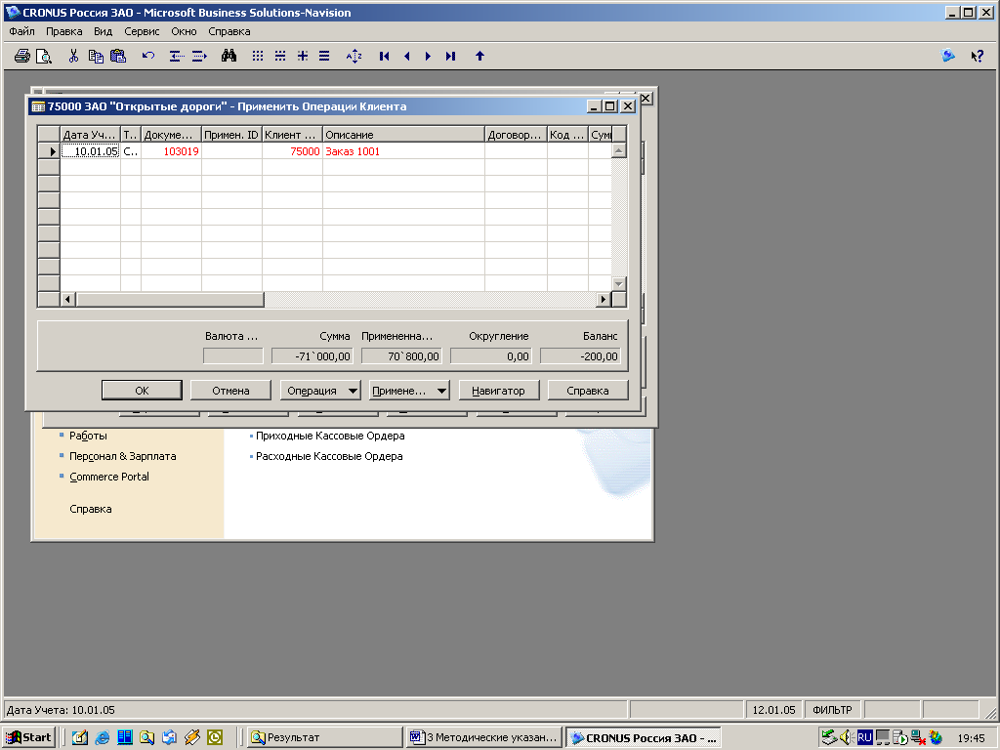 CRONUS Россия ЗАО - Microsoft Business Solutions-Navision
Файл Правка Вид Сервис Окно Справка
75000 ЗАО "Открытые дороги" - Применить Операции Клиента
Дата Уч... Т.. Докуме... Примен. ID Клиент ... Описание Договор... Код ... Сум
10.01.05 С.. 103019 75000 Заказ 1001
Валюта ... Сумма Примененна... Округление Баланс
-71`000,00 70`800,00 0,00 -200,00
OK Отмена Операция Примене... Навигатор Справка
Работы Приходные Кассовые Ордера
Персонал & Зарплата Расходные Кассовые Ордера
Commerce Portal
Справка
Дата Учета: 10.01.05 12.01.05 ФИЛЬТР
Start Результат 3 Методические указан... CRONUS Россия ЗАО - ... RU 19:45